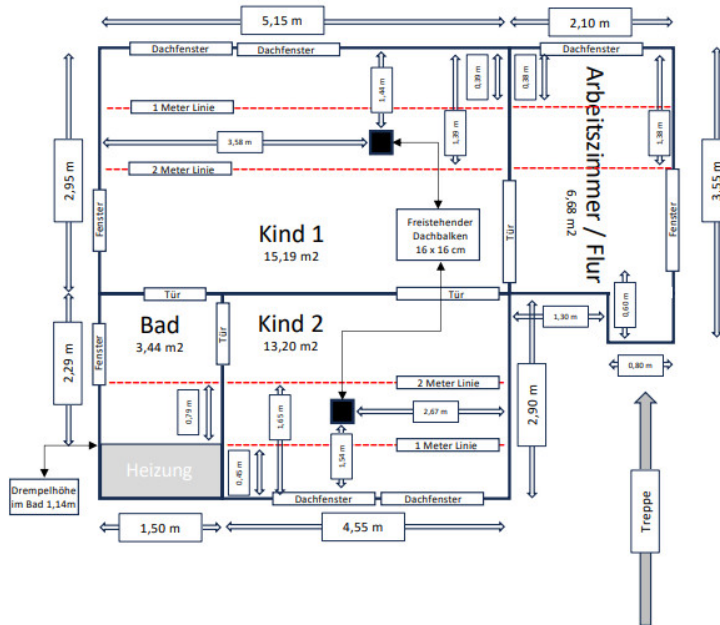 5,15 m
2,10 m
Dachfenster
Dachfenster
Dachfenster
1,44 m
1,39 m
0,39 m
0,38 m
1,38 m
1 Meter Linie
3,58 m
2 Meter Linie
2,95 m
3,55 m
Fenster
Kind 1
15,19 m2
Freistehender
Dachbalken
16 x 16 cm
Tür
Arbeitszimmer / Flur
6,68 m2
Fenster
Tür
Tür
0,60 m
1,30 m
0,80 m
Bad
3,44 m2
Tür
Kind 2
13,20 m2
Fenster
2,29 m
2 Meter Linie
2,67 m
2,90 m
0,79 m
1,65 m
1,54 m
0,45 m
1 Meter Linie
Heizung
Drempelhöhe
im Bad 1,14m
Dachfenster
Dachfenster
1,50 m
4,55 m
Treppe